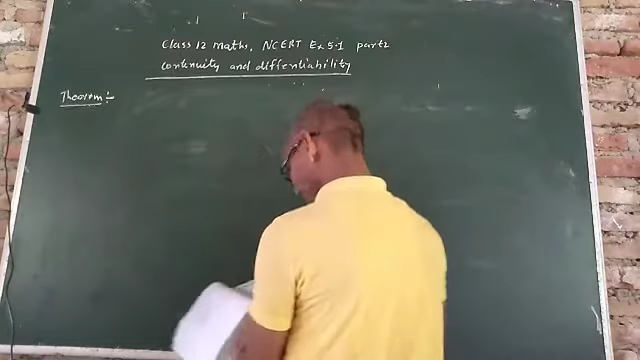 Class 12 maths, NCERT Ex 5.1 part 2
continuity and differentiability
Theorem :-